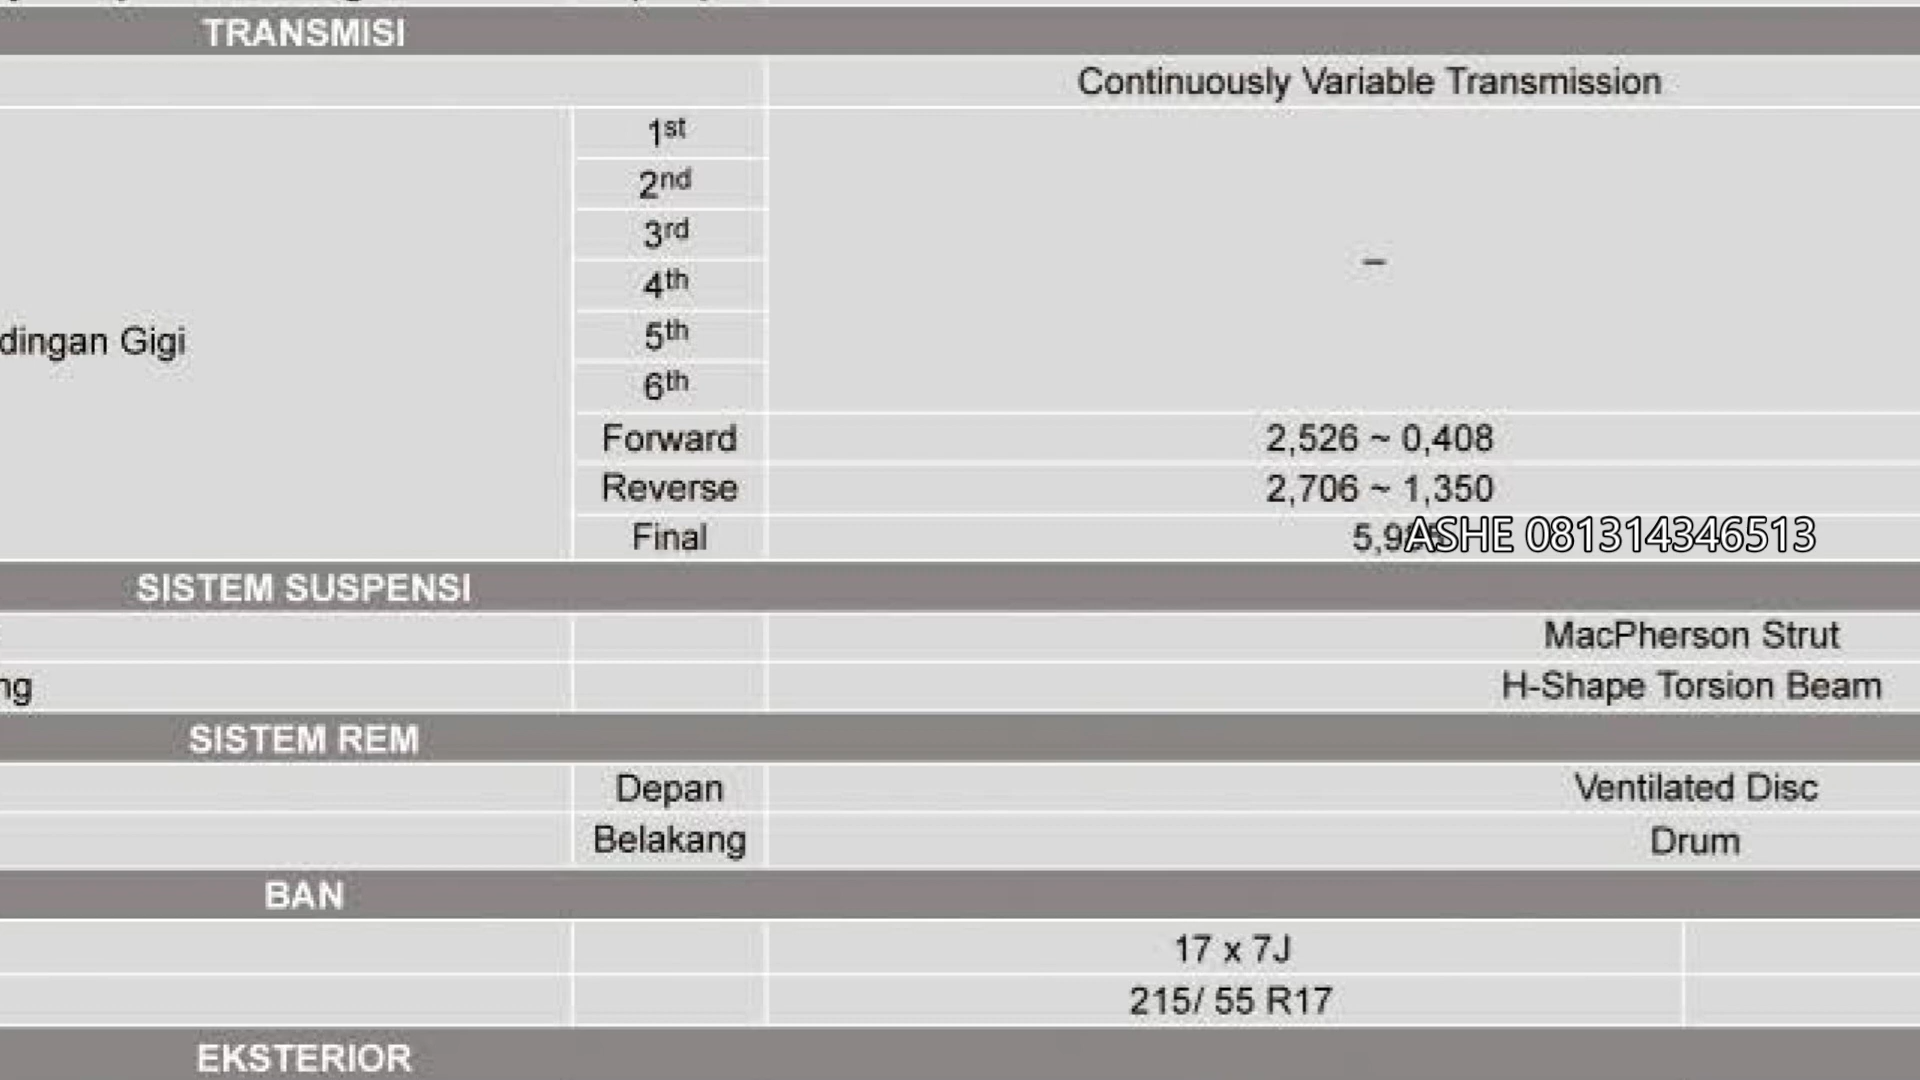 TRANSMISI
Continuously Variable Transmission
1st
2nd
3rd
4th
5th
6th
–
dingan Gigi
Forward 2,526 ~ 0,408
Reverse 2,706 ~ 1,350
Final ASHE 081314346513
SISTEM SUSPENSI
MacPherson Strut
ng H-Shape Torsion Beam
SISTEM REM
Depan Ventilated Disc
Belakang Drum
BAN
17 x 7J
215/ 55 R17
EKSTERIOR